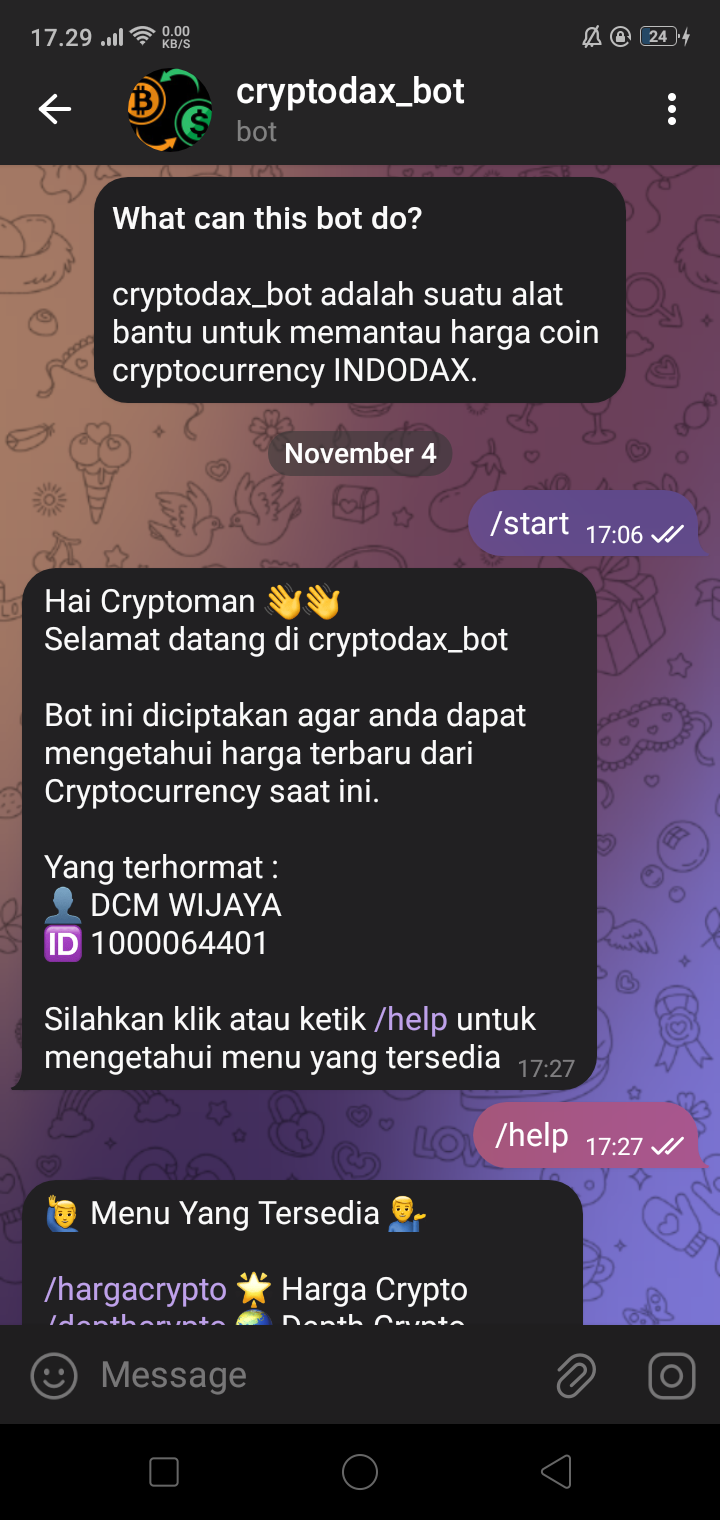 17.29
0.00
KB/S
24
cryptodax_bot
bot
What can this bot do?
cryptodax_bot adalah suatu alat
bantu untuk memantau harga coin
cryptocurrency INDODAX.
November 4
/start 17:06
Hai Cryptoman 👋👋
Selamat datang di cryptodax_bot
Bot ini diciptakan agar anda dapat
mengetahui harga terbaru dari
Cryptocurrency saat ini.
Yang terhormat :
👤 DCM WIJAYA
🆔 1000064401
Silahkan klik atau ketik /help untuk
mengetahui menu yang tersedia 17:27
/help 17:27
🙋‍♂️ Menu Yang Tersedia 💁‍♂️
/hargacrypto 🌟 Harga Crypto
/depthcrypto 🌏 Depth Crypto
Message